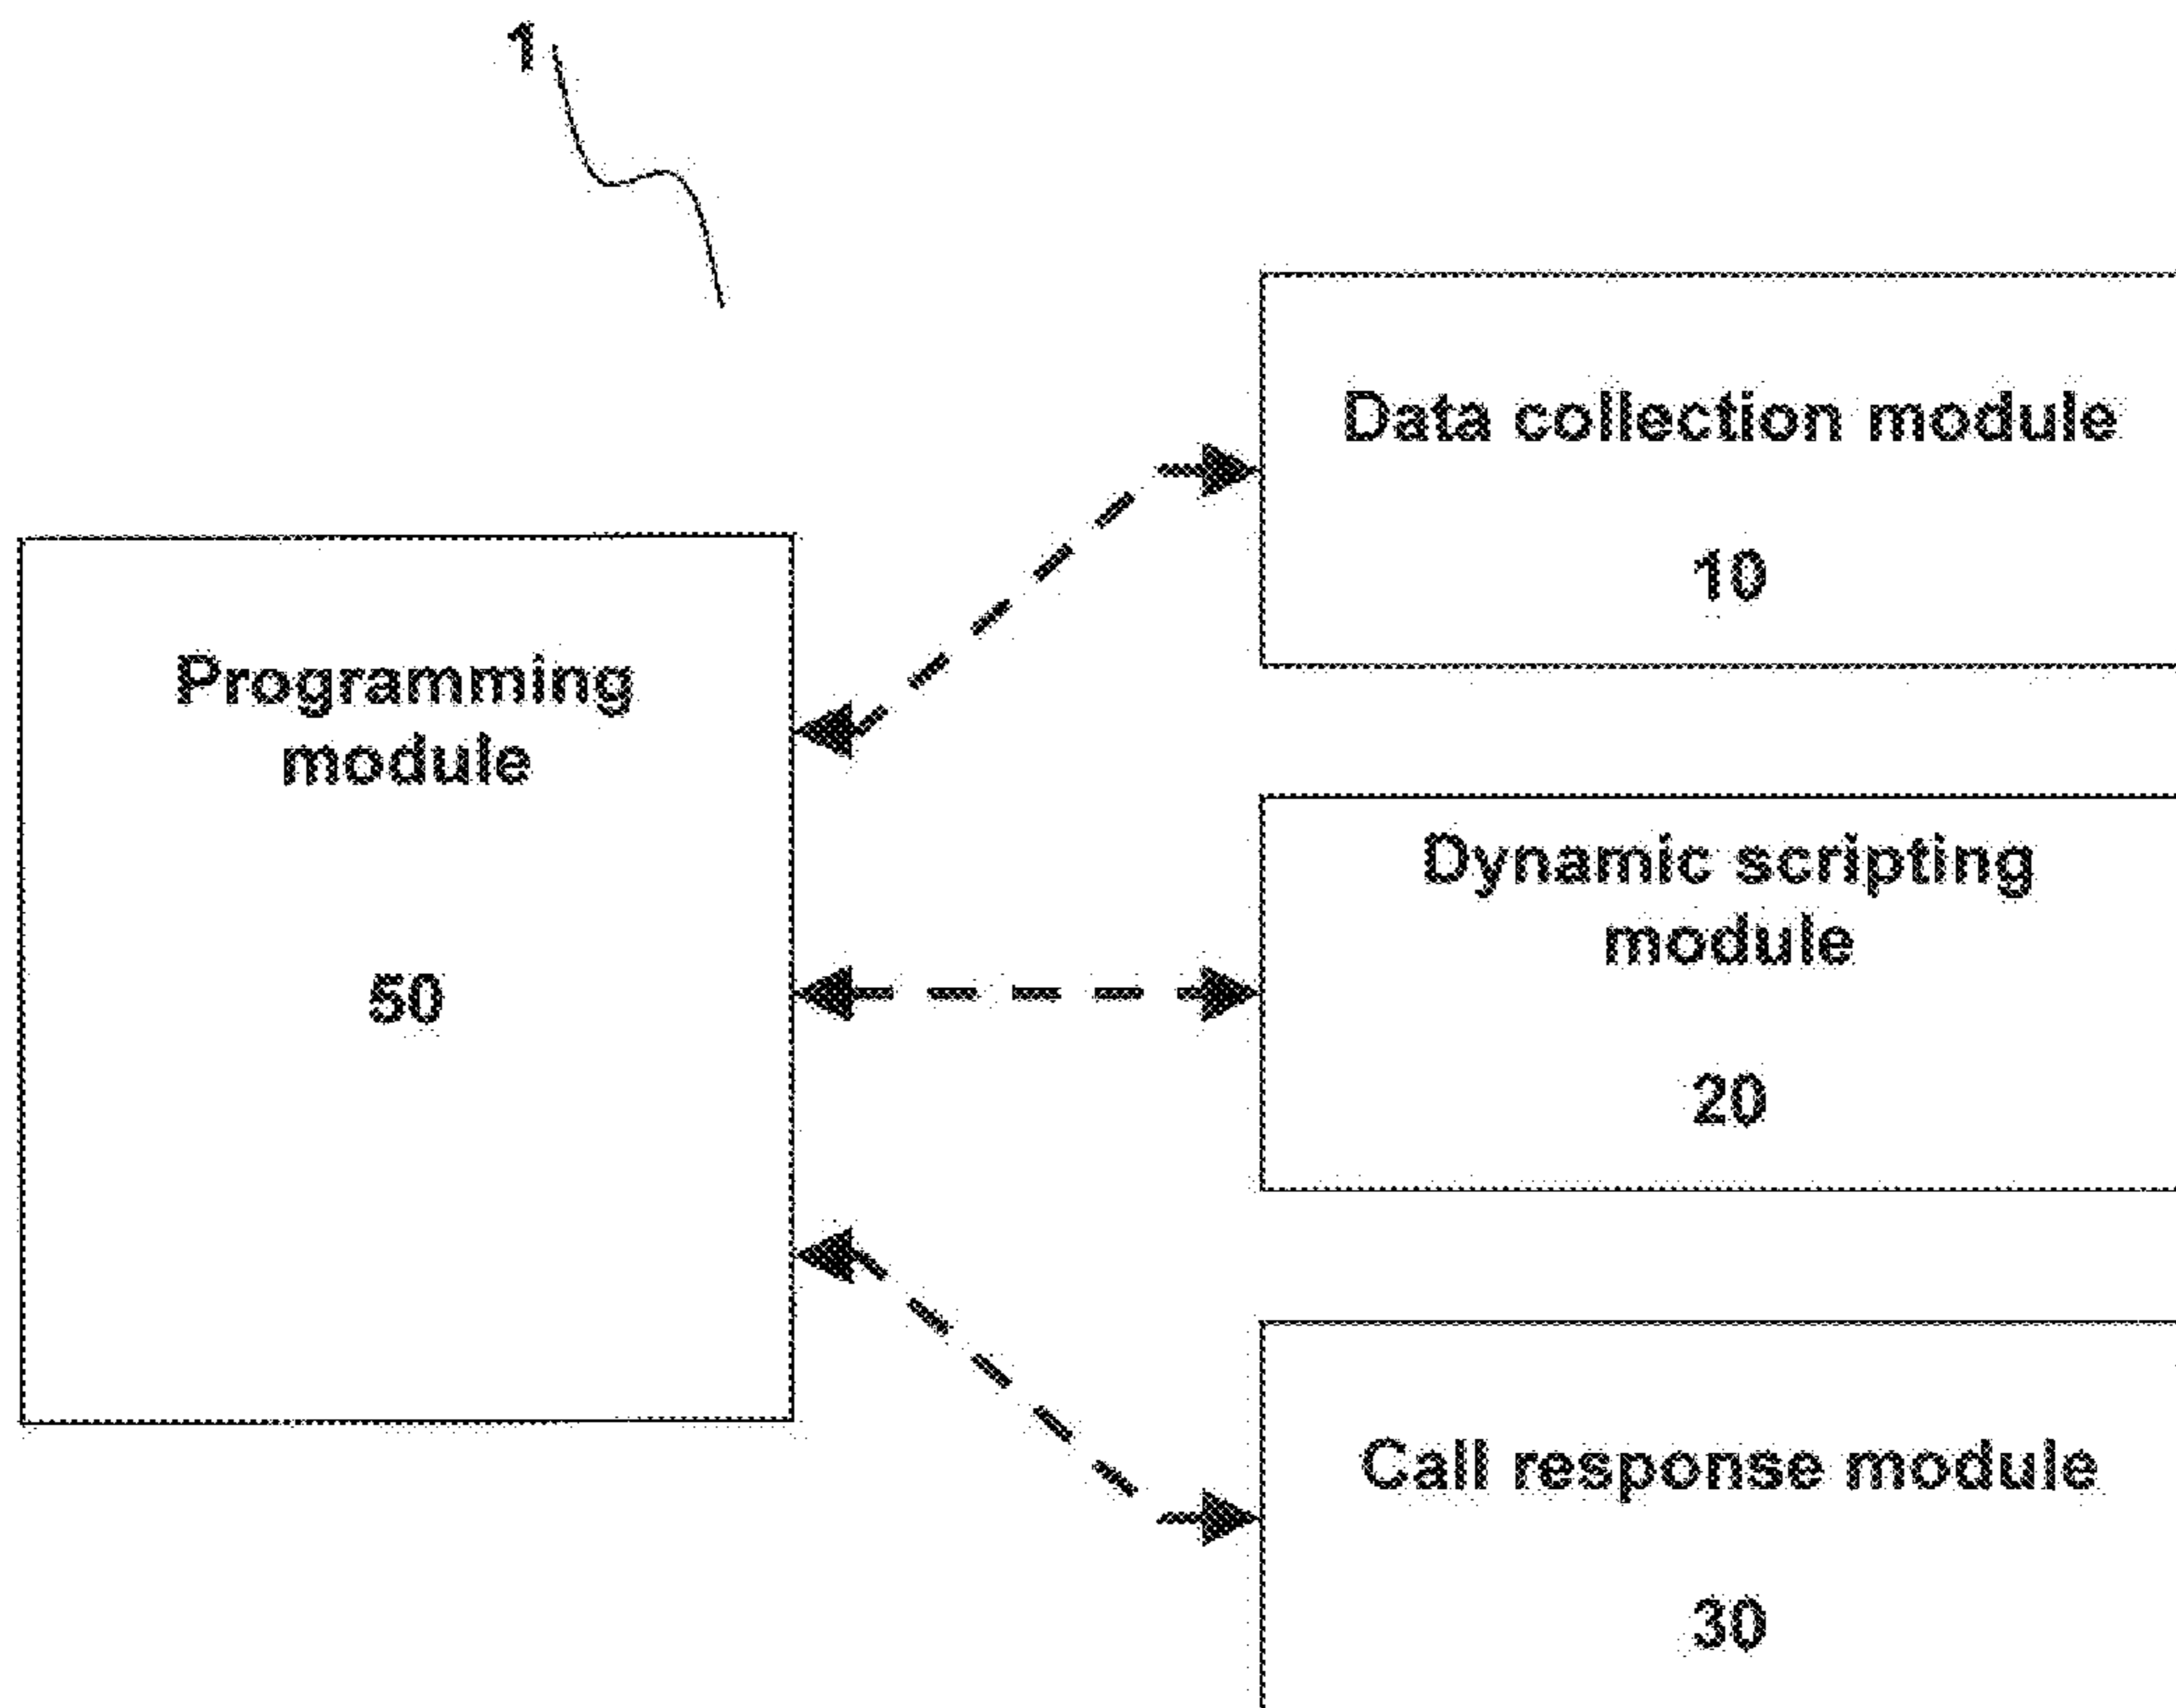 1
Data collection module
10
Programming
module
50
Dynamic scripting
module
20
Call response module
30